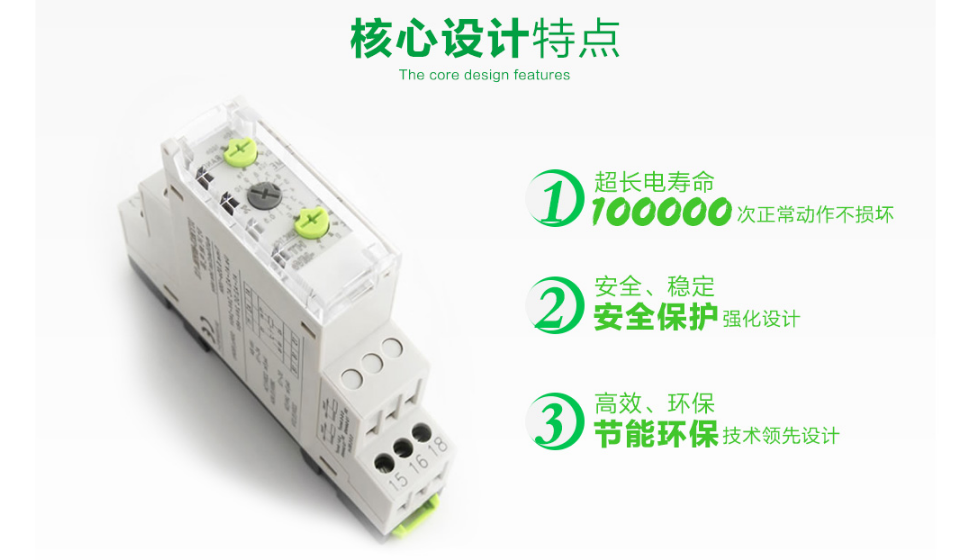 核心设计特点
The core design features
1 超长电寿命
100000次正常动作不损坏
2 安全、稳定
安全保护强化设计
3 高效、环保
节能环保技术领先设计
15 16 18